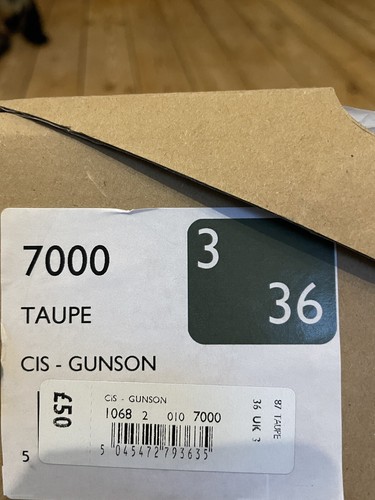 7000
3
36
TAUPE
CIS - GUNSON
£50
CIS - GUNSON
1068 2 010 7000
5 045472 793635
87 TAUPE
36 UK 3
5